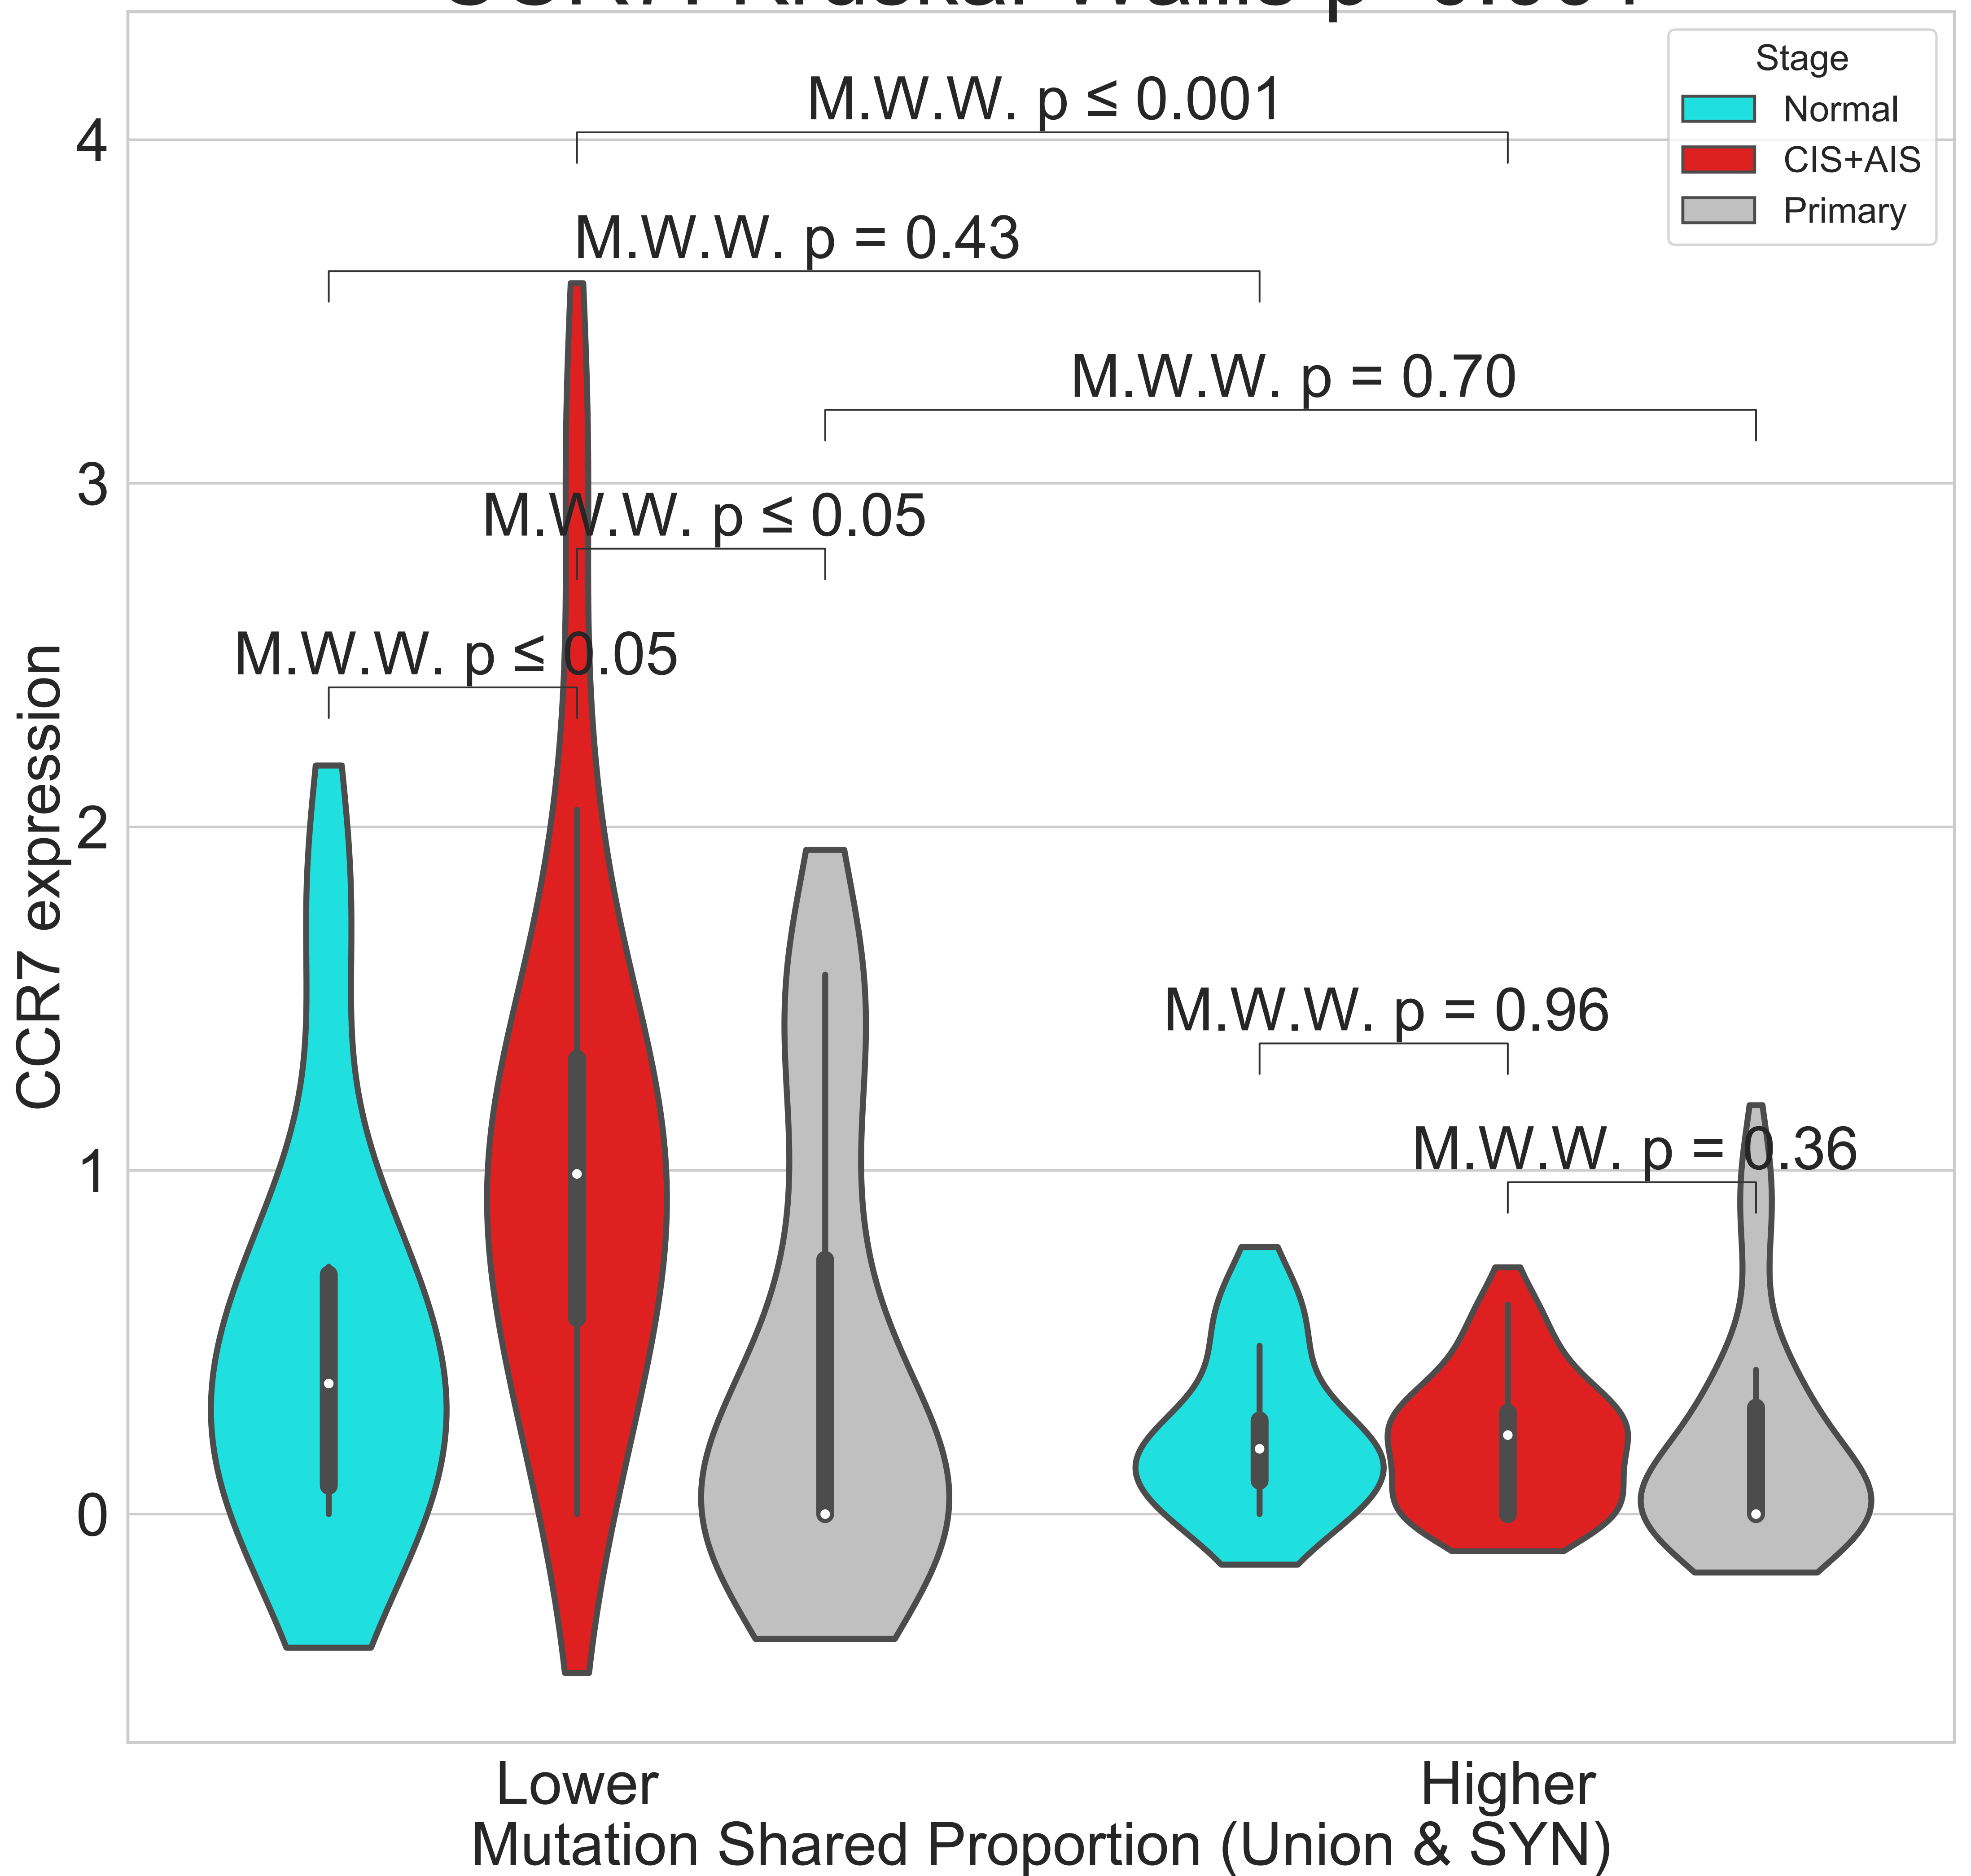 Stage
Normal
CIS+AIS
Primary
M.W.W. p ≤ 0.001
M.W.W. p = 0.43
M.W.W. p = 0.70
M.W.W. p ≤ 0.05
M.W.W. p ≤ 0.05
M.W.W. p = 0.96
M.W.W. p = 0.36
4
3
2
1
0
CCR7 expression
Lower
Higher
Mutation Shared Proportion (Union & SYN)